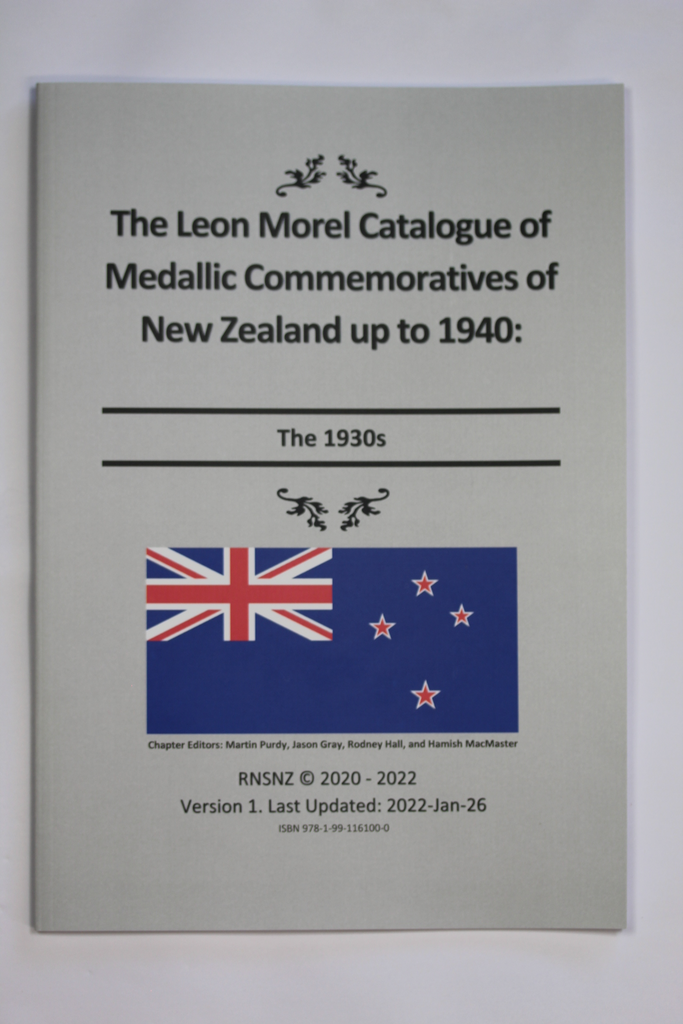 The Leon Morel Catalogue of
Medallic Commemoratives of
New Zealand up to 1940:
The 1930s
Chapter Editors: Martin Purdy, Jason Gray, Rodney Hall, and Hamish MacMaster
RNSNZ © 2020 - 2022
Version 1. Last Updated: 2022-Jan-26
ISBN 978-1-99-116100-0